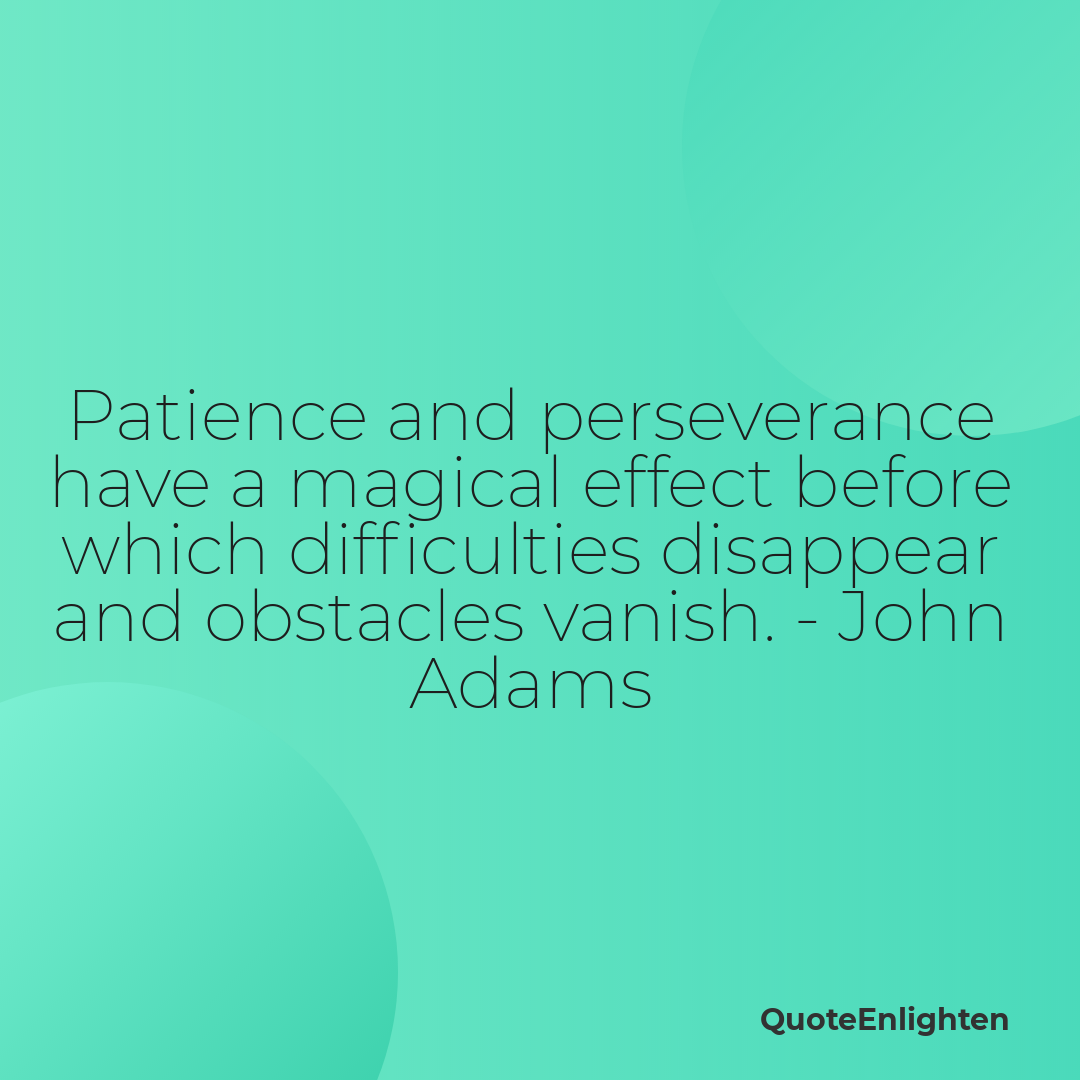 Patience and perseverance
have a magical effect before
which difficulties disappear
and obstacles vanish. - John
Adams
QuoteEnlighten